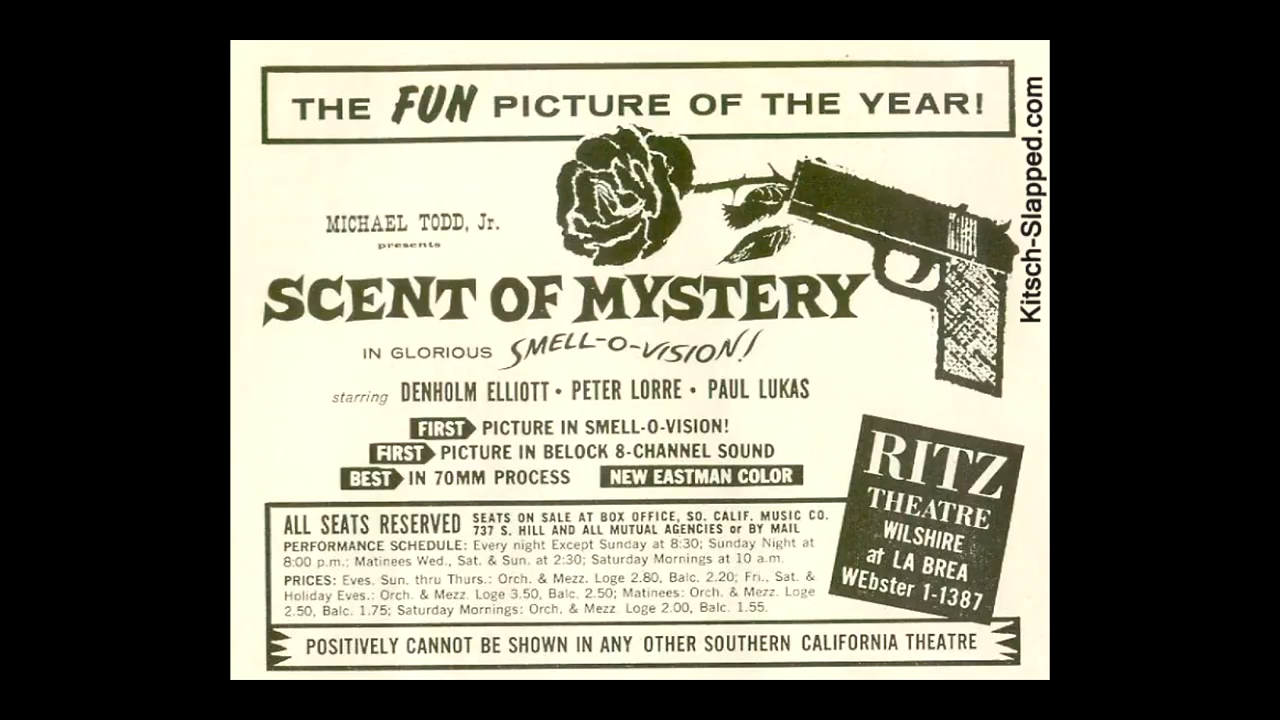 THE FUN PICTURE OF THE YEAR!
Kitsch-Slapped.com
MICHAEL TODD, Jr.
presents
SCENT OF MYSTERY
IN GLORIOUS SMELL-O-VISION!
starring DENHOLM ELLIOTT • PETER LORRE • PAUL LUKAS
FIRST PICTURE IN SMELL-O-VISION!
FIRST PICTURE IN BELOCK 8-CHANNEL SOUND
BEST IN 70MM PROCESS NEW EASTMAN COLOR
RITZ
THEATRE
WILSHIRE
at LA BREA
WEbster 1-1387
ALL SEATS RESERVED SEATS ON SALE AT BOX OFFICE, SO. CALIF. MUSIC CO.
737 S. HILL AND ALL MUTUAL AGENCIES or BY MAIL
PERFORMANCE SCHEDULE: Every night Except Sunday at 8:30; Sunday Night at
8:00 p.m.; Matinees Wed., Sat. & Sun. at 2:30; Saturday Mornings at 10 a.m.
PRICES: Eves. Sun. thru Thurs.: Orch. & Mezz. Loge 2.80, Balc. 2.20; Fri., Sat. &
Holiday Eves.: Orch. & Mezz. Loge 3.50, Balc. 2.50; Matinees: Orch. & Mezz. Loge
2.50, Balc. 1.75; Saturday Mornings: Orch. & Mezz. Loge 2.00, Balc. 1.55.
POSITIVELY CANNOT BE SHOWN IN ANY OTHER SOUTHERN CALIFORNIA THEATRE